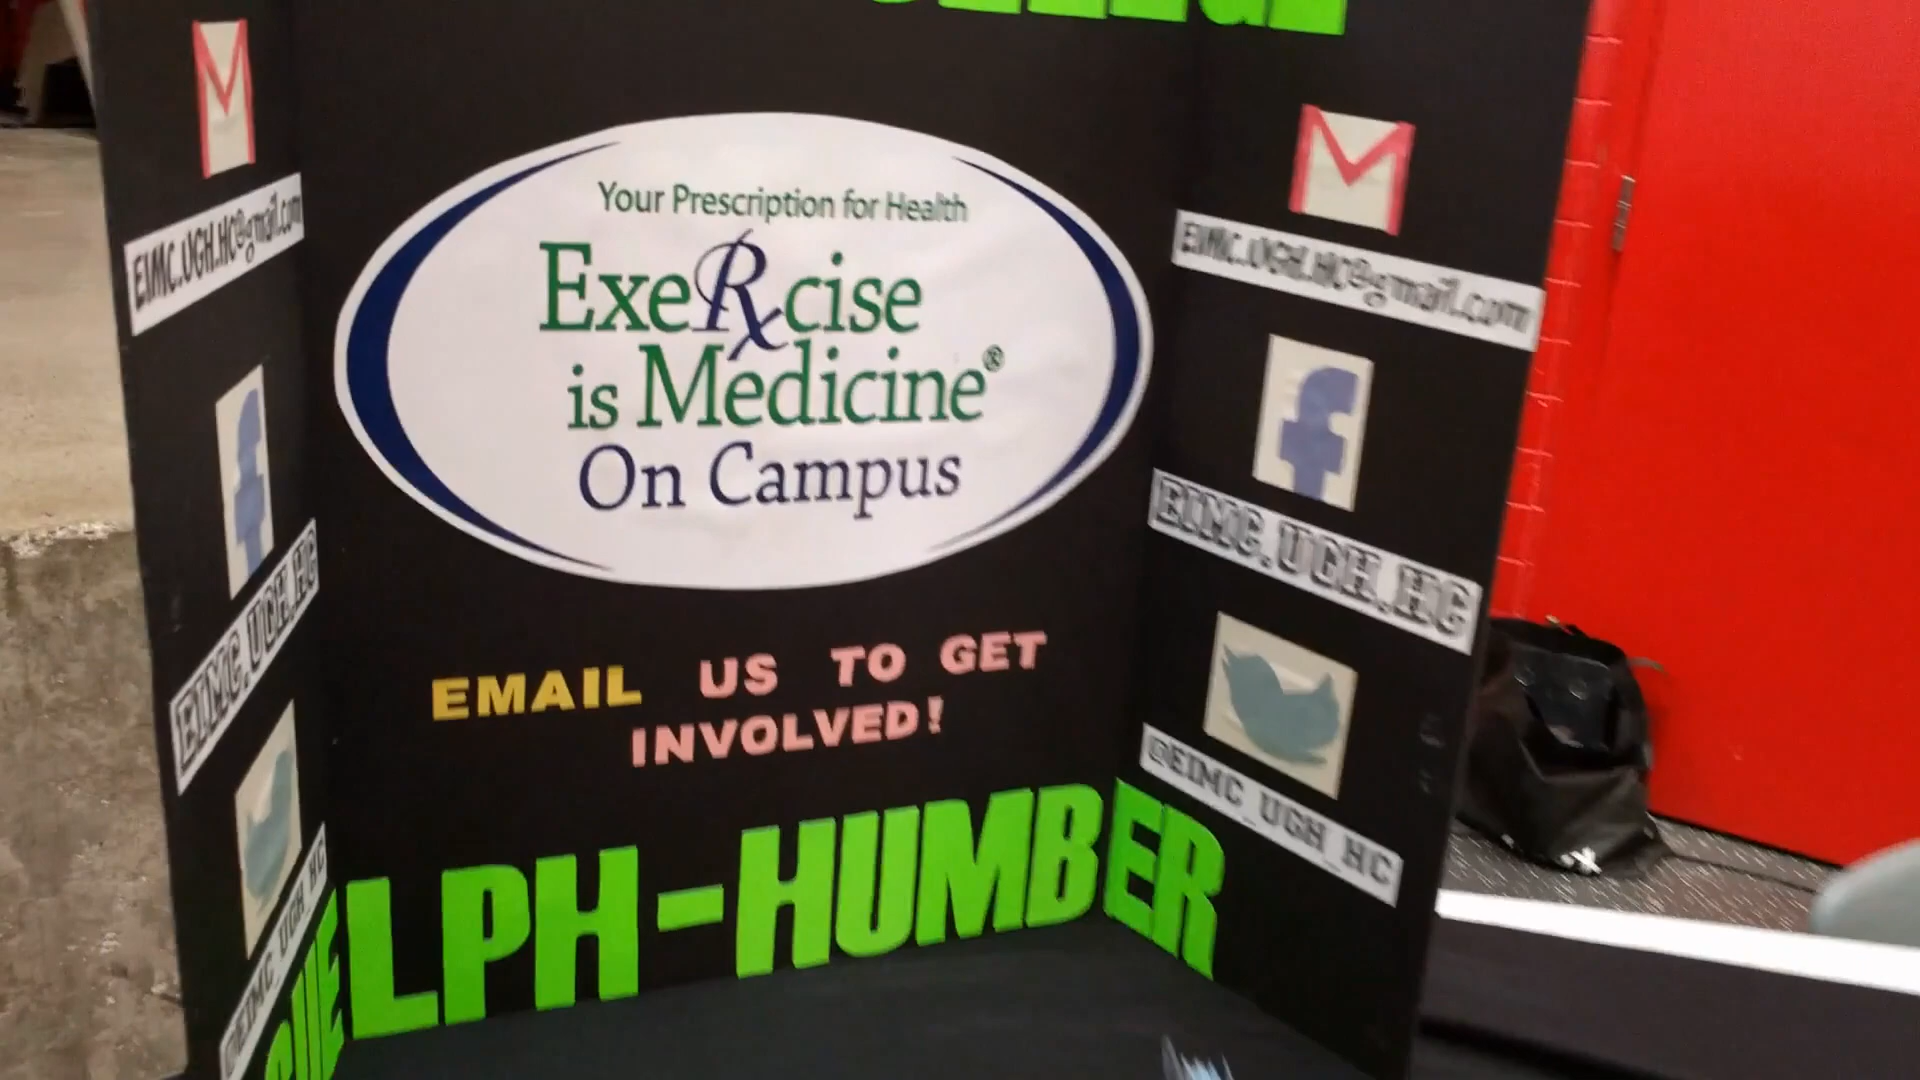 EIMC.UGH.HC@gmail.com
EIMC.UGH.HC
@EIMC_UGH_HC
Your Prescription for Health
ExeRxcise
is Medicine®
On Campus
EMAIL US TO GET
INVOLVED!
GUELPH-HUMBER
EIMC.UGH.HC@gmail.com
EIMC.UGH.HC
@EIMC_UGH_HC